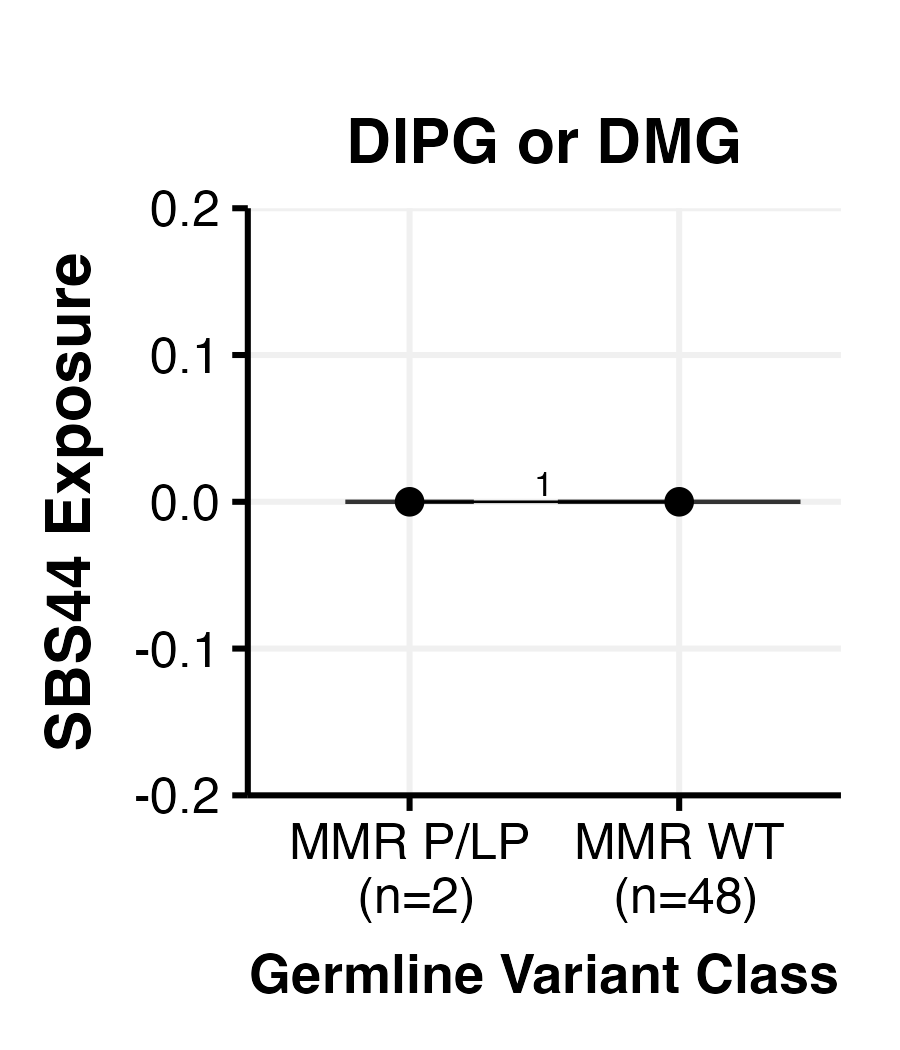 DIPG or DMG
SBS44 Exposure
0.2
0.1
0.0
-0.1
-0.2
1
MMR P/LP
(n=2)
MMR WT
(n=48)
Germline Variant Class